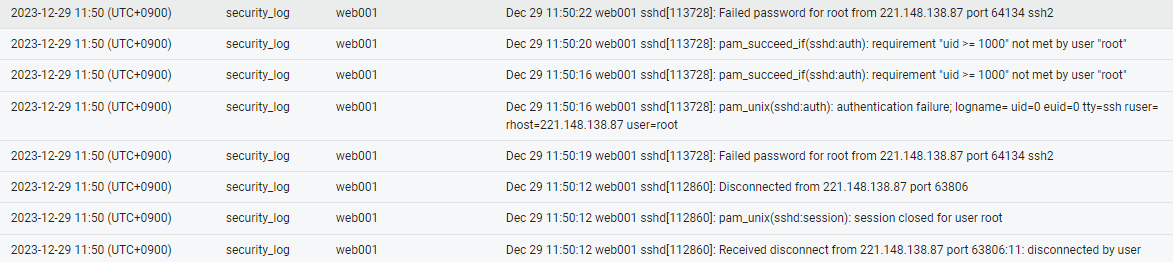 2023-12-29 11:50 (UTC+0900) security_log web001 Dec 29 11:50:22 web001 sshd[113728]: Failed password for root from 221.148.138.87 port 64134 ssh2
2023-12-29 11:50 (UTC+0900) security_log web001 Dec 29 11:50:20 web001 sshd[113728]: pam_succeed_if(sshd:auth): requirement "uid >= 1000" not met by user "root"
2023-12-29 11:50 (UTC+0900) security_log web001 Dec 29 11:50:16 web001 sshd[113728]: pam_succeed_if(sshd:auth): requirement "uid >= 1000" not met by user "root"
2023-12-29 11:50 (UTC+0900) security_log web001 Dec 29 11:50:16 web001 sshd[113728]: pam_unix(sshd:auth): authentication failure; logname= uid=0 euid=0 tty=ssh ruser=
rhost=221.148.138.87 user=root
2023-12-29 11:50 (UTC+0900) security_log web001 Dec 29 11:50:19 web001 sshd[113728]: Failed password for root from 221.148.138.87 port 64134 ssh2
2023-12-29 11:50 (UTC+0900) security_log web001 Dec 29 11:50:12 web001 sshd[112860]: Disconnected from 221.148.138.87 port 63806
2023-12-29 11:50 (UTC+0900) security_log web001 Dec 29 11:50:12 web001 sshd[112860]: pam_unix(sshd:session): session closed for user root
2023-12-29 11:50 (UTC+0900) security_log web001 Dec 29 11:50:12 web001 sshd[112860]: Received disconnect from 221.148.138.87 port 63806:11: disconnected by user